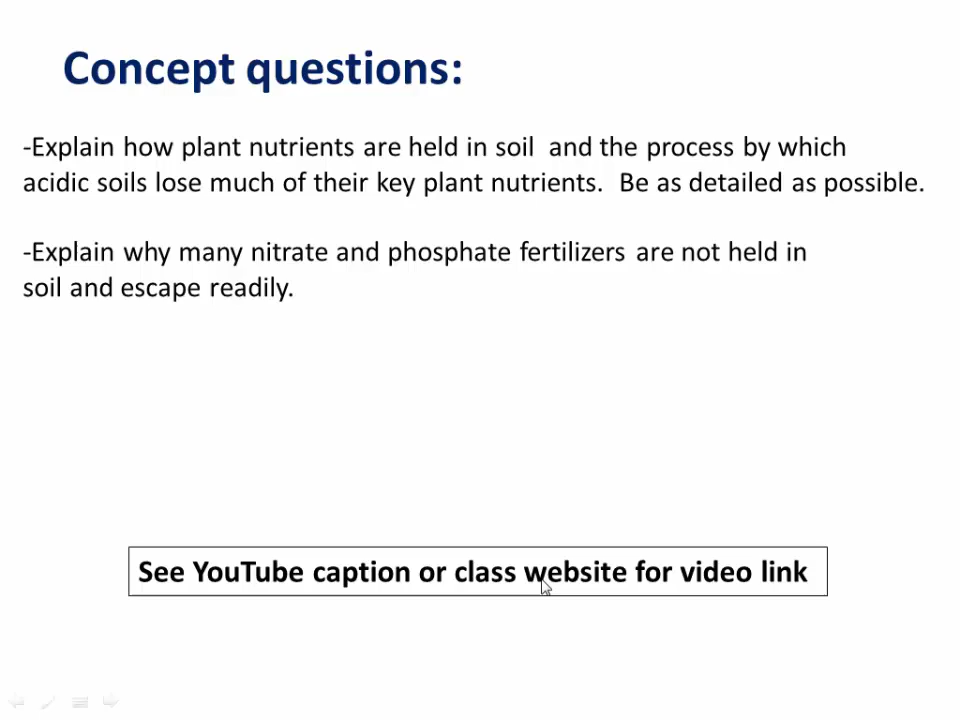 Concept questions:
-Explain how plant nutrients are held in soil  and the process by which
acidic soils lose much of their key plant nutrients.  Be as detailed as possible.
-Explain why many nitrate and phosphate fertilizers are not held in
soil and escape readily.
See YouTube caption or class website for video link